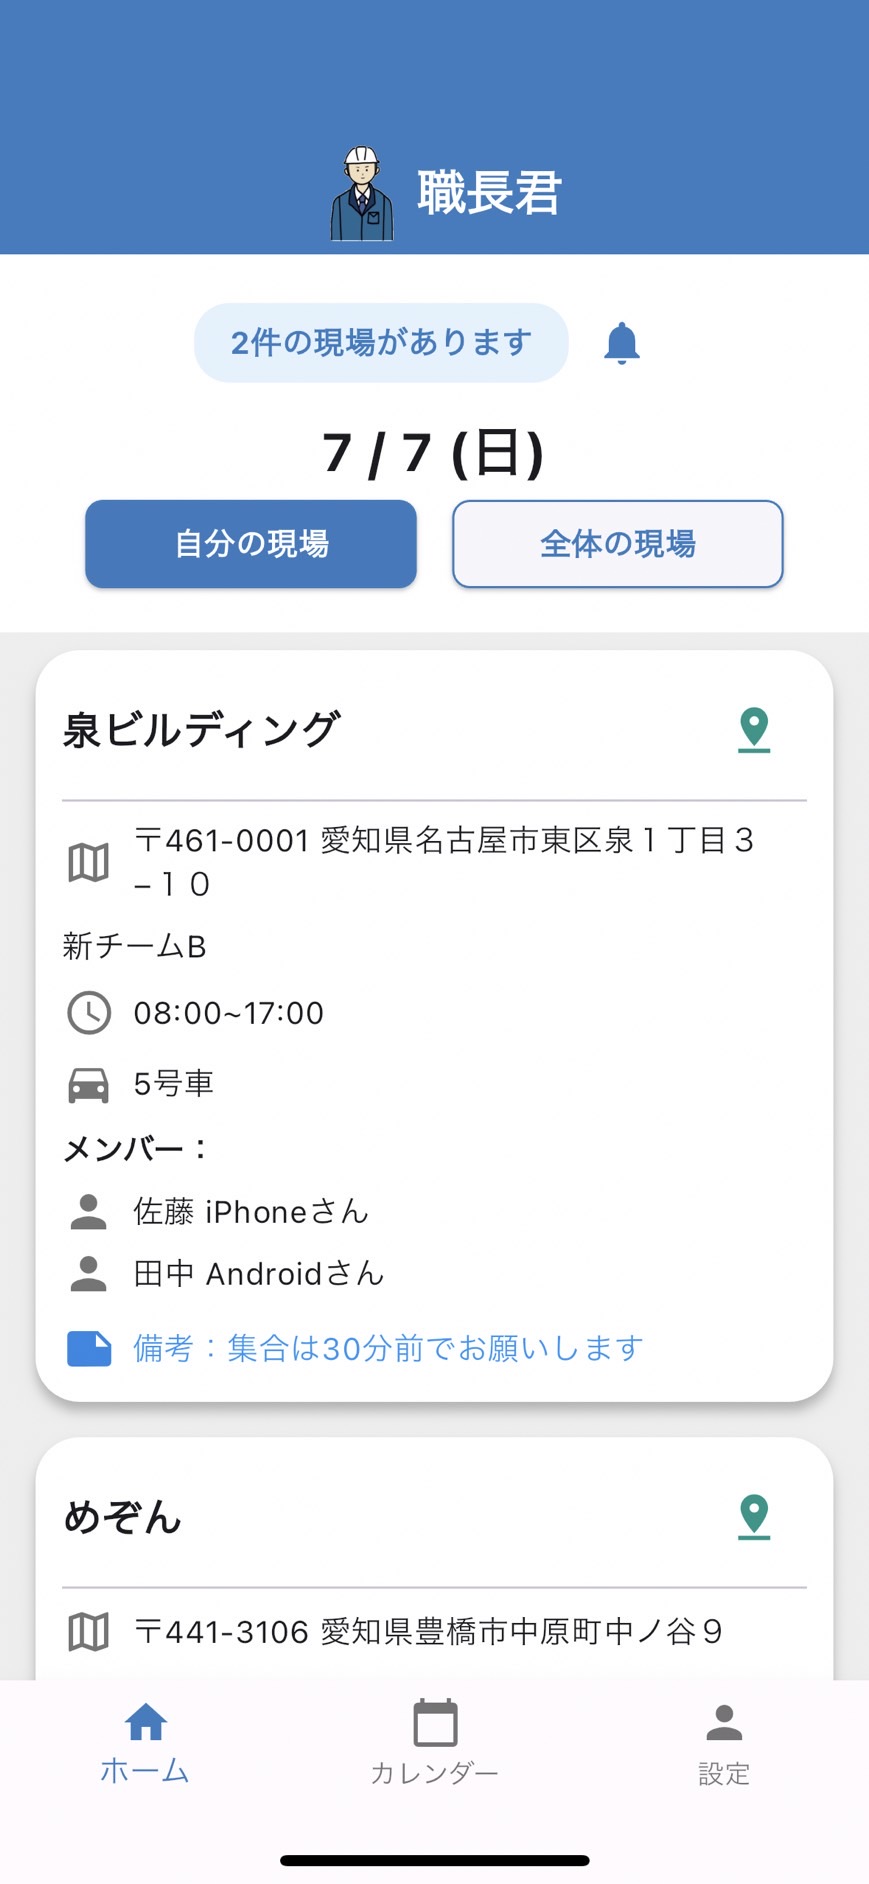 職長君
2件の現場があります
7 / 7 (日)
自分の現場
全体の現場
泉ビルディング
〒461-0001 愛知県名古屋市東区泉１丁目３
−１０
新チームB
08:00~17:00
5号車
メンバー：
佐藤 iPhoneさん
田中 Androidさん
備考：集合は30分前でお願いします
めぞん
〒441-3106 愛知県豊橋市中原町中ノ谷９
ホーム
カレンダー
設定